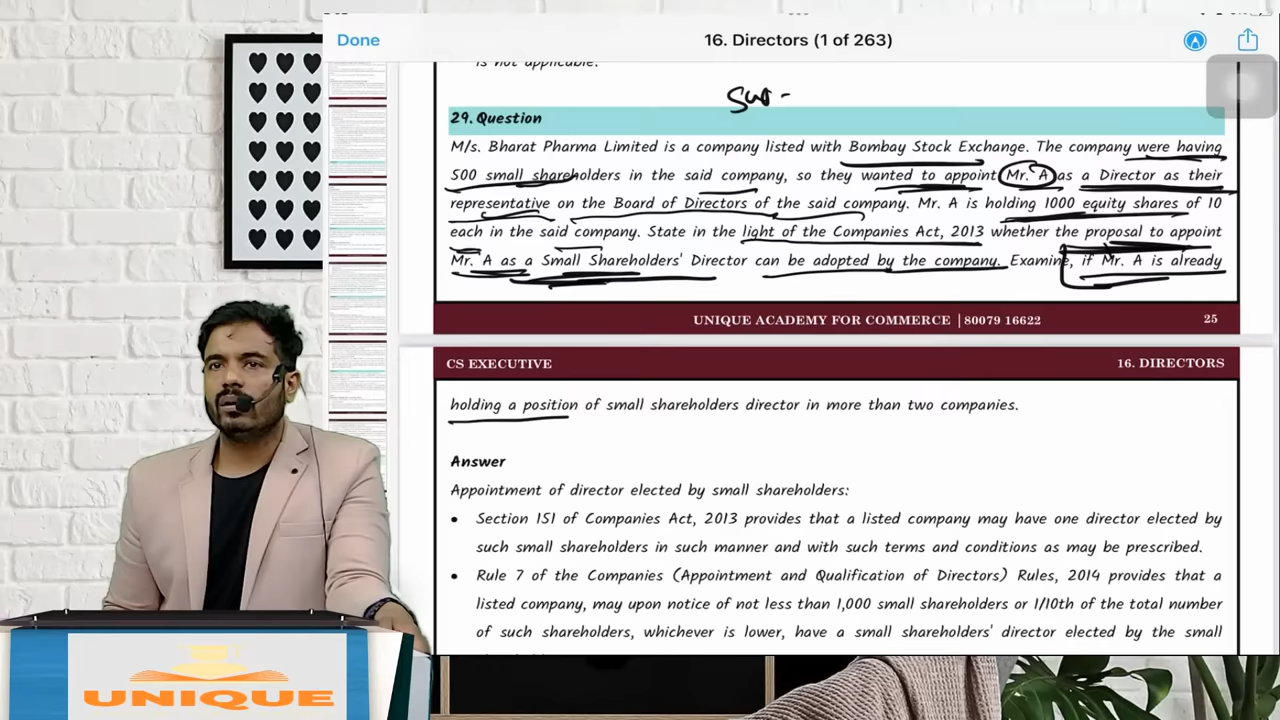 Done
16. Directors (1 of 263)
is not applicable.
29. Question
M/s. Bharat Pharma Limited is a company listed with Bombay Stock Exchange. The company there having
500 small shareholders in the said company and they wanted to appoint Mr. A as a Director as their
representative on the Board of Directors of the said company. Mr. A is holding 1,000 equity shares of 10
each in the said company. State in the light of the Companies Act, 2013 whether the proposal to appoint
Mr. A as a Small Shareholders' Director can be adopted by the company. Examine if Mr. A is already
UNIQUE ACADEMY FOR COMMERCE | 80079 1662
25
CS EXECUTIVE
16. DIRECTORS
holding a position of small shareholders director in more than two companies.
Answer
Appointment of director elected by small shareholders:
• Section 151 of Companies Act, 2013 provides that a listed company may have one director elected by
such small shareholders in such manner and with such terms and conditions as may be prescribed.
• Rule 7 of the Companies (Appointment and Qualification of Directors) Rules, 2014 provides that a
listed company, may upon notice of not less than 1,000 small shareholders or 1/10th of the total number
of such shareholders, whichever is lower, have a small shareholders' director elected by the small
UNIQUE